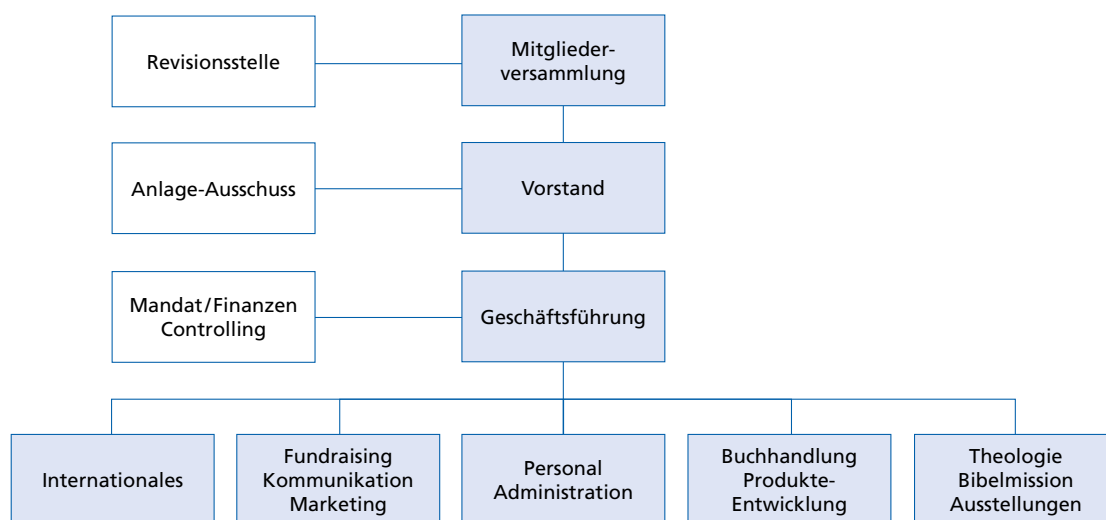 Revisionsstelle
Mitglieder-
versammlung
Anlage-Ausschuss
Vorstand
Mandat/Finanzen
Controlling
Geschäftsführung
Internationales
Fundraising
Kommunikation
Marketing
Personal
Administration
Buchhandlung
Produkte-
Entwicklung
Theologie
Bibelmission
Ausstellungen